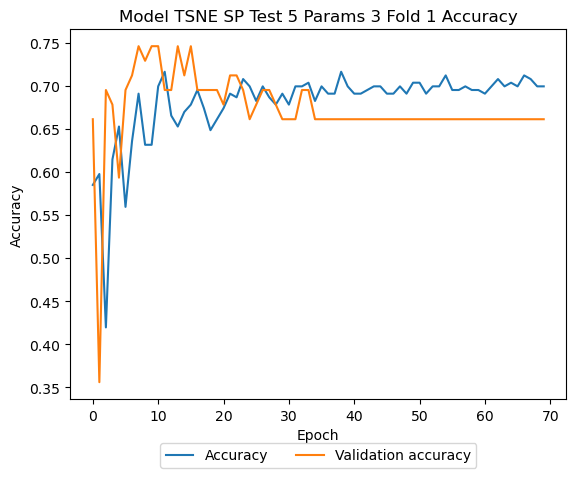 Model TSNE SP Test 5 Params 3 Fold 1 Accuracy
0.75
0.70
0.65
0.60
0.55
0.50
0.45
0.40
0.35
Accuracy
0 10 20 30 40 50 60 70
Epoch
Accuracy Validation accuracy